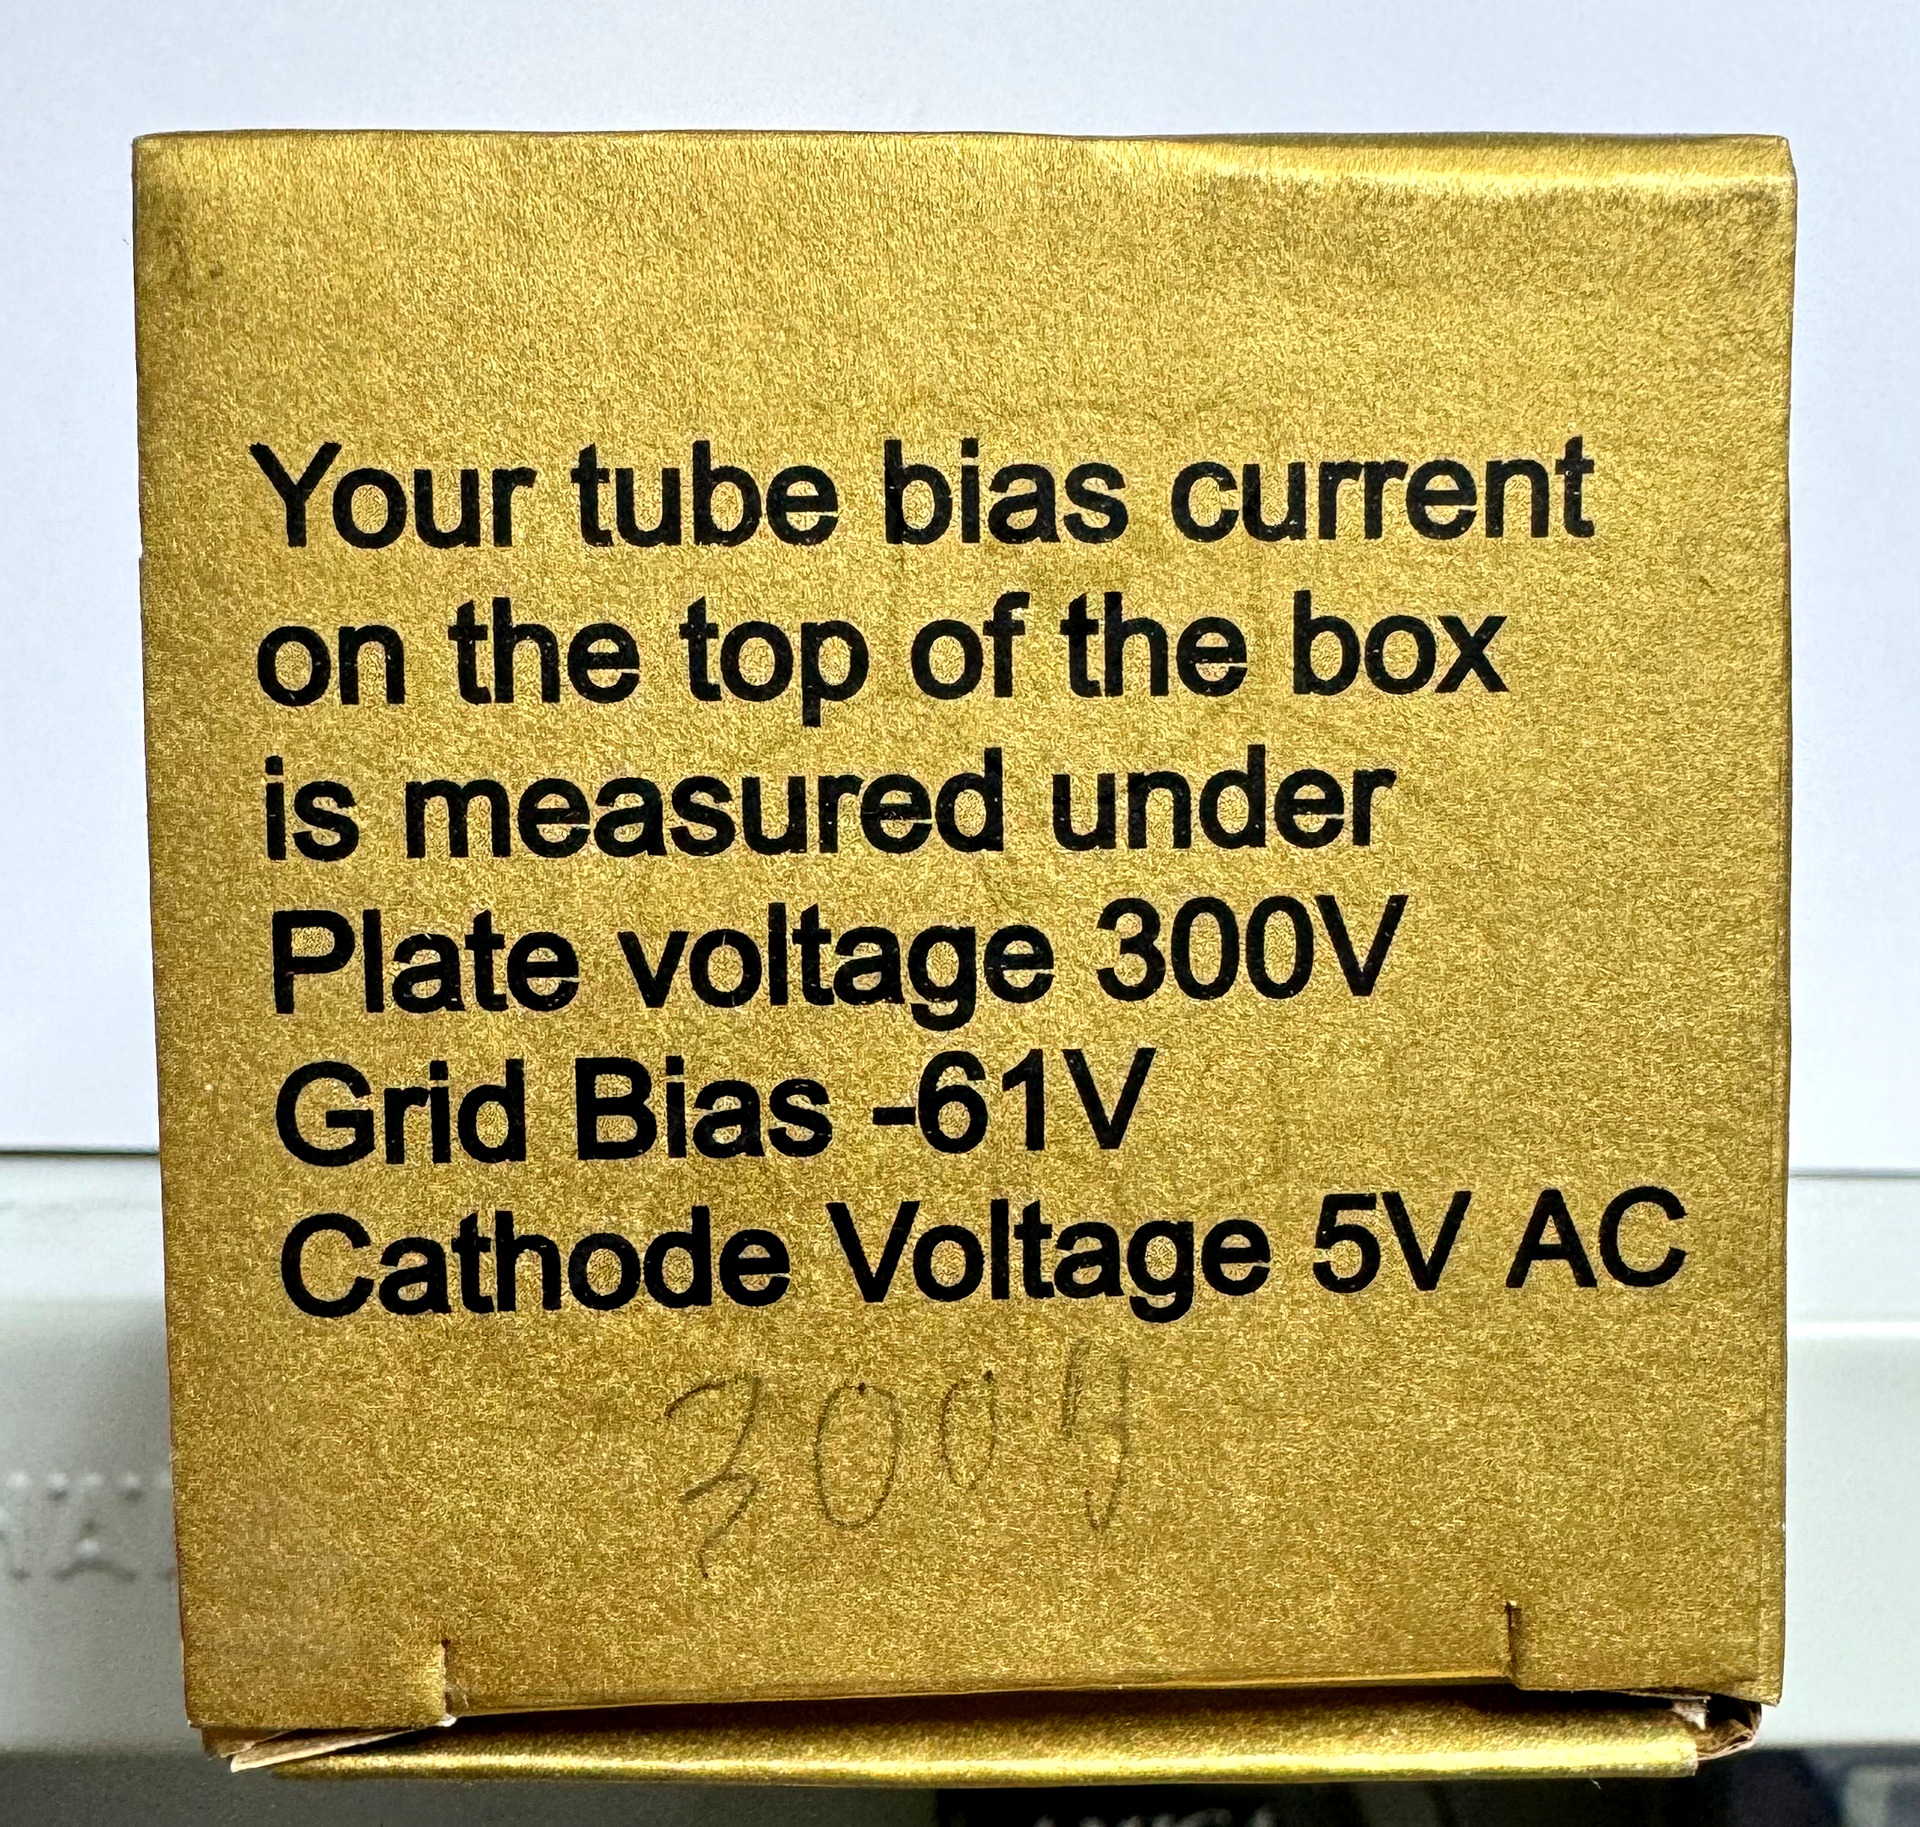 Your tube bias current
on the top of the box
is measured under
Plate voltage 300V
Grid Bias -61V
Cathode Voltage 5V AC